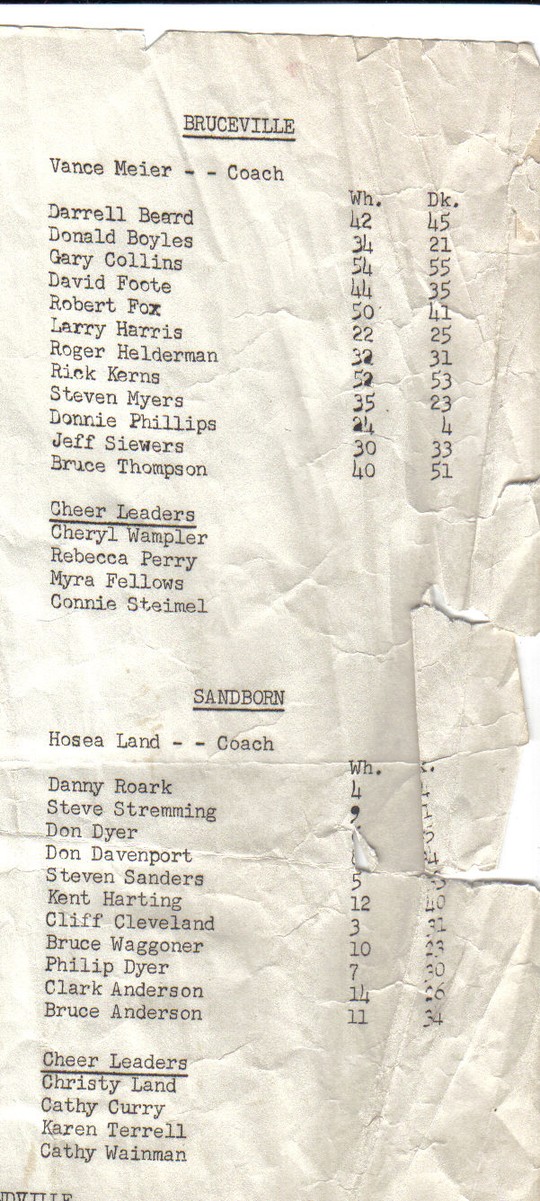 BRUCEVILLE
Vance Meier - - Coach
Wh. Dk.
Darrell Beard 42 45
Donald Boyles 34 21
Gary Collins 54 55
David Foote 44 35
Robert Fox 50 41
Larry Harris 22 25
Roger Helderman 32 31
Rick Kerns 52 53
Steven Myers 35 23
Donnie Phillips 24 4
Jeff Siewers 30 33
Bruce Thompson 40 51
Cheer Leaders
Cheryl Wampler
Rebecca Perry
Myra Fellows
Connie Steimel
SANDBORN
Hosea Land - - Coach
Wh.
Danny Roark 4
Steve Stremming 9
Don Dyer
Don Davenport
Steven Sanders 5
Kent Harting 12 40
Cliff Cleveland 3 31
Bruce Waggoner 10 23
Philip Dyer 7 30
Clark Anderson 14
Bruce Anderson 11 34
Cheer Leaders
Christy Land
Cathy Curry
Karen Terrell
Cathy Wainman